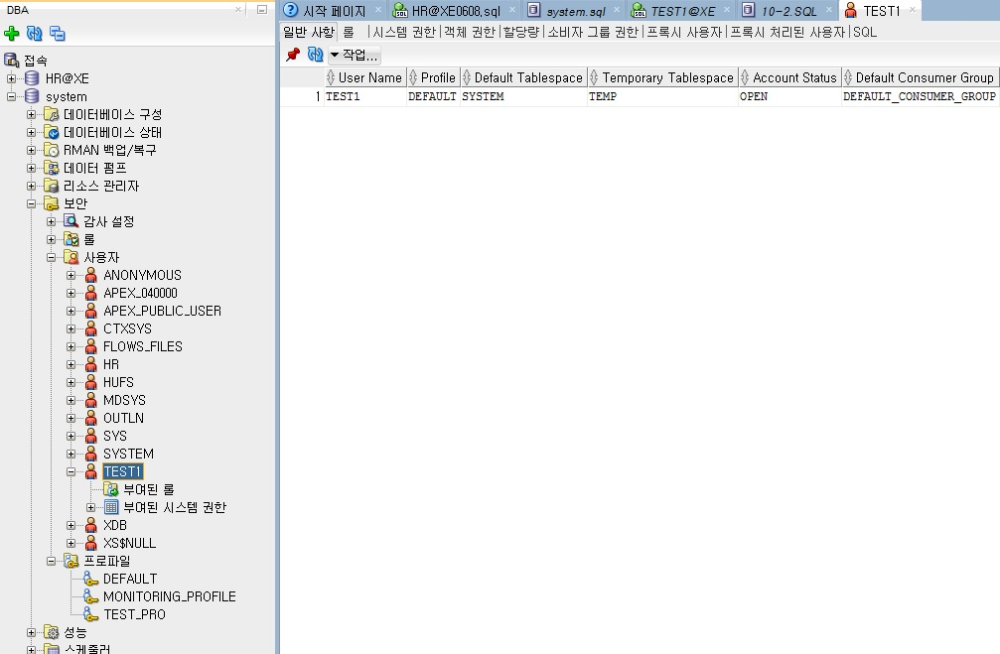 DBA
접속
HR@XE
system
데이터베이스 구성
데이터베이스 상태
RMAN 백업/복구
데이터 펌프
리소스 관리자
보안
감사 설정
롤
사용자
ANONYMOUS
APEX_040000
APEX_PUBLIC_USER
CTXSYS
FLOWS_FILES
HR
HUFS
MDSYS
OUTLN
SYS
SYSTEM
TEST1
부여된 롤
부여된 시스템 권한
XDB
XS$NULL
프로파일
DEFAULT
MONITORING_PROFILE
TEST_PRO
성능
스케줄러
시작 페이지 HR@XE0608.sql system.sql TEST1@XE 10-2.SQL TEST1
일반 사항 롤 시스템 권한 객체 권한 할당량 소비자 그룹 권한 프록시 사용자 프록시 처리된 사용자 SQL
작업...
User Name Profile Default Tablespace Temporary Tablespace Account Status Default Consumer Group
1 TEST1 DEFAULT SYSTEM TEMP OPEN DEFAULT_CONSUMER_GROUP